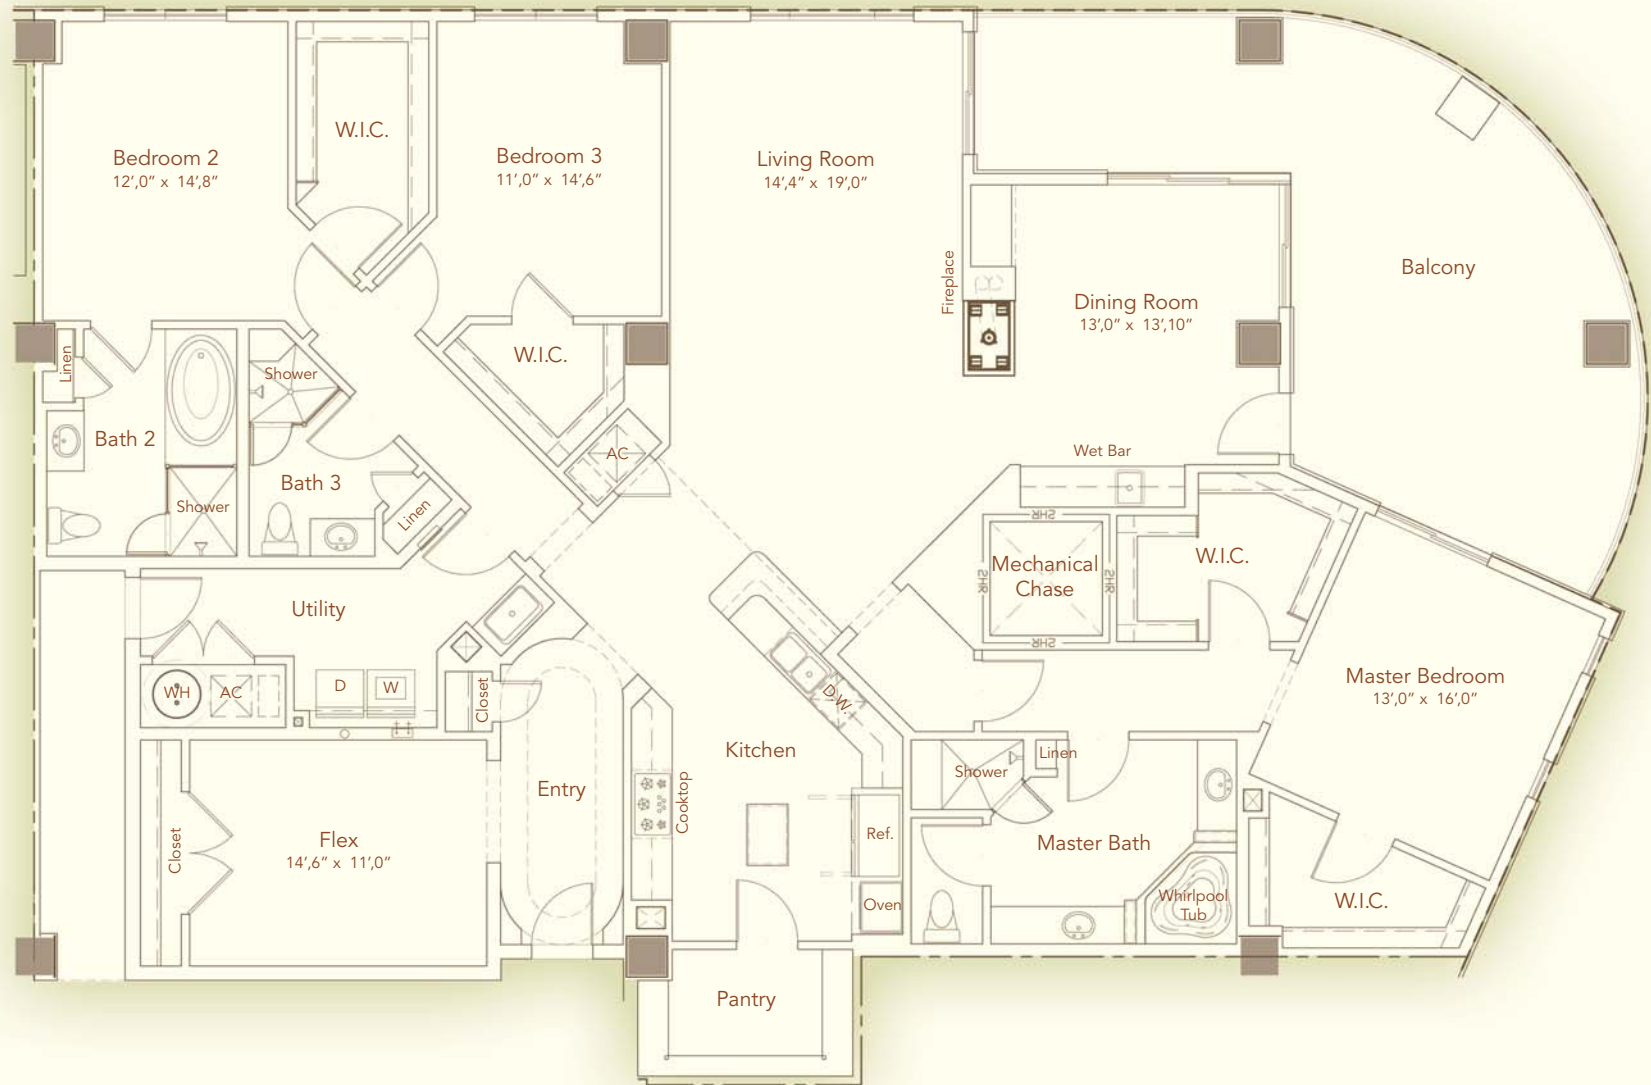 Bedroom 2
12’,0” x 14’,8”
W.I.C.
Bedroom 3
11’,0” x 14’,6”
Living Room
14’,4” x 19’,0”
Fireplace
Dining Room
13’,0” x 13’,10”
Balcony
Linen
Bath 2
Shower
Shower
Bath 3
Linen
W.I.C.
AC
Wet Bar
2HR
2HR
Mechanical
Chase
2HR
2HR
W.I.C.
Utility
WH
AC
D
W
Closet
Entry
Kitchen
D.W.
Cooktop
Ref.
Oven
Master Bedroom
13’,0” x 16’,0”
Shower
Linen
Master Bath
Whirlpool
Tub
W.I.C.
Closet
Flex
14’,6” x 11’,0”
Pantry